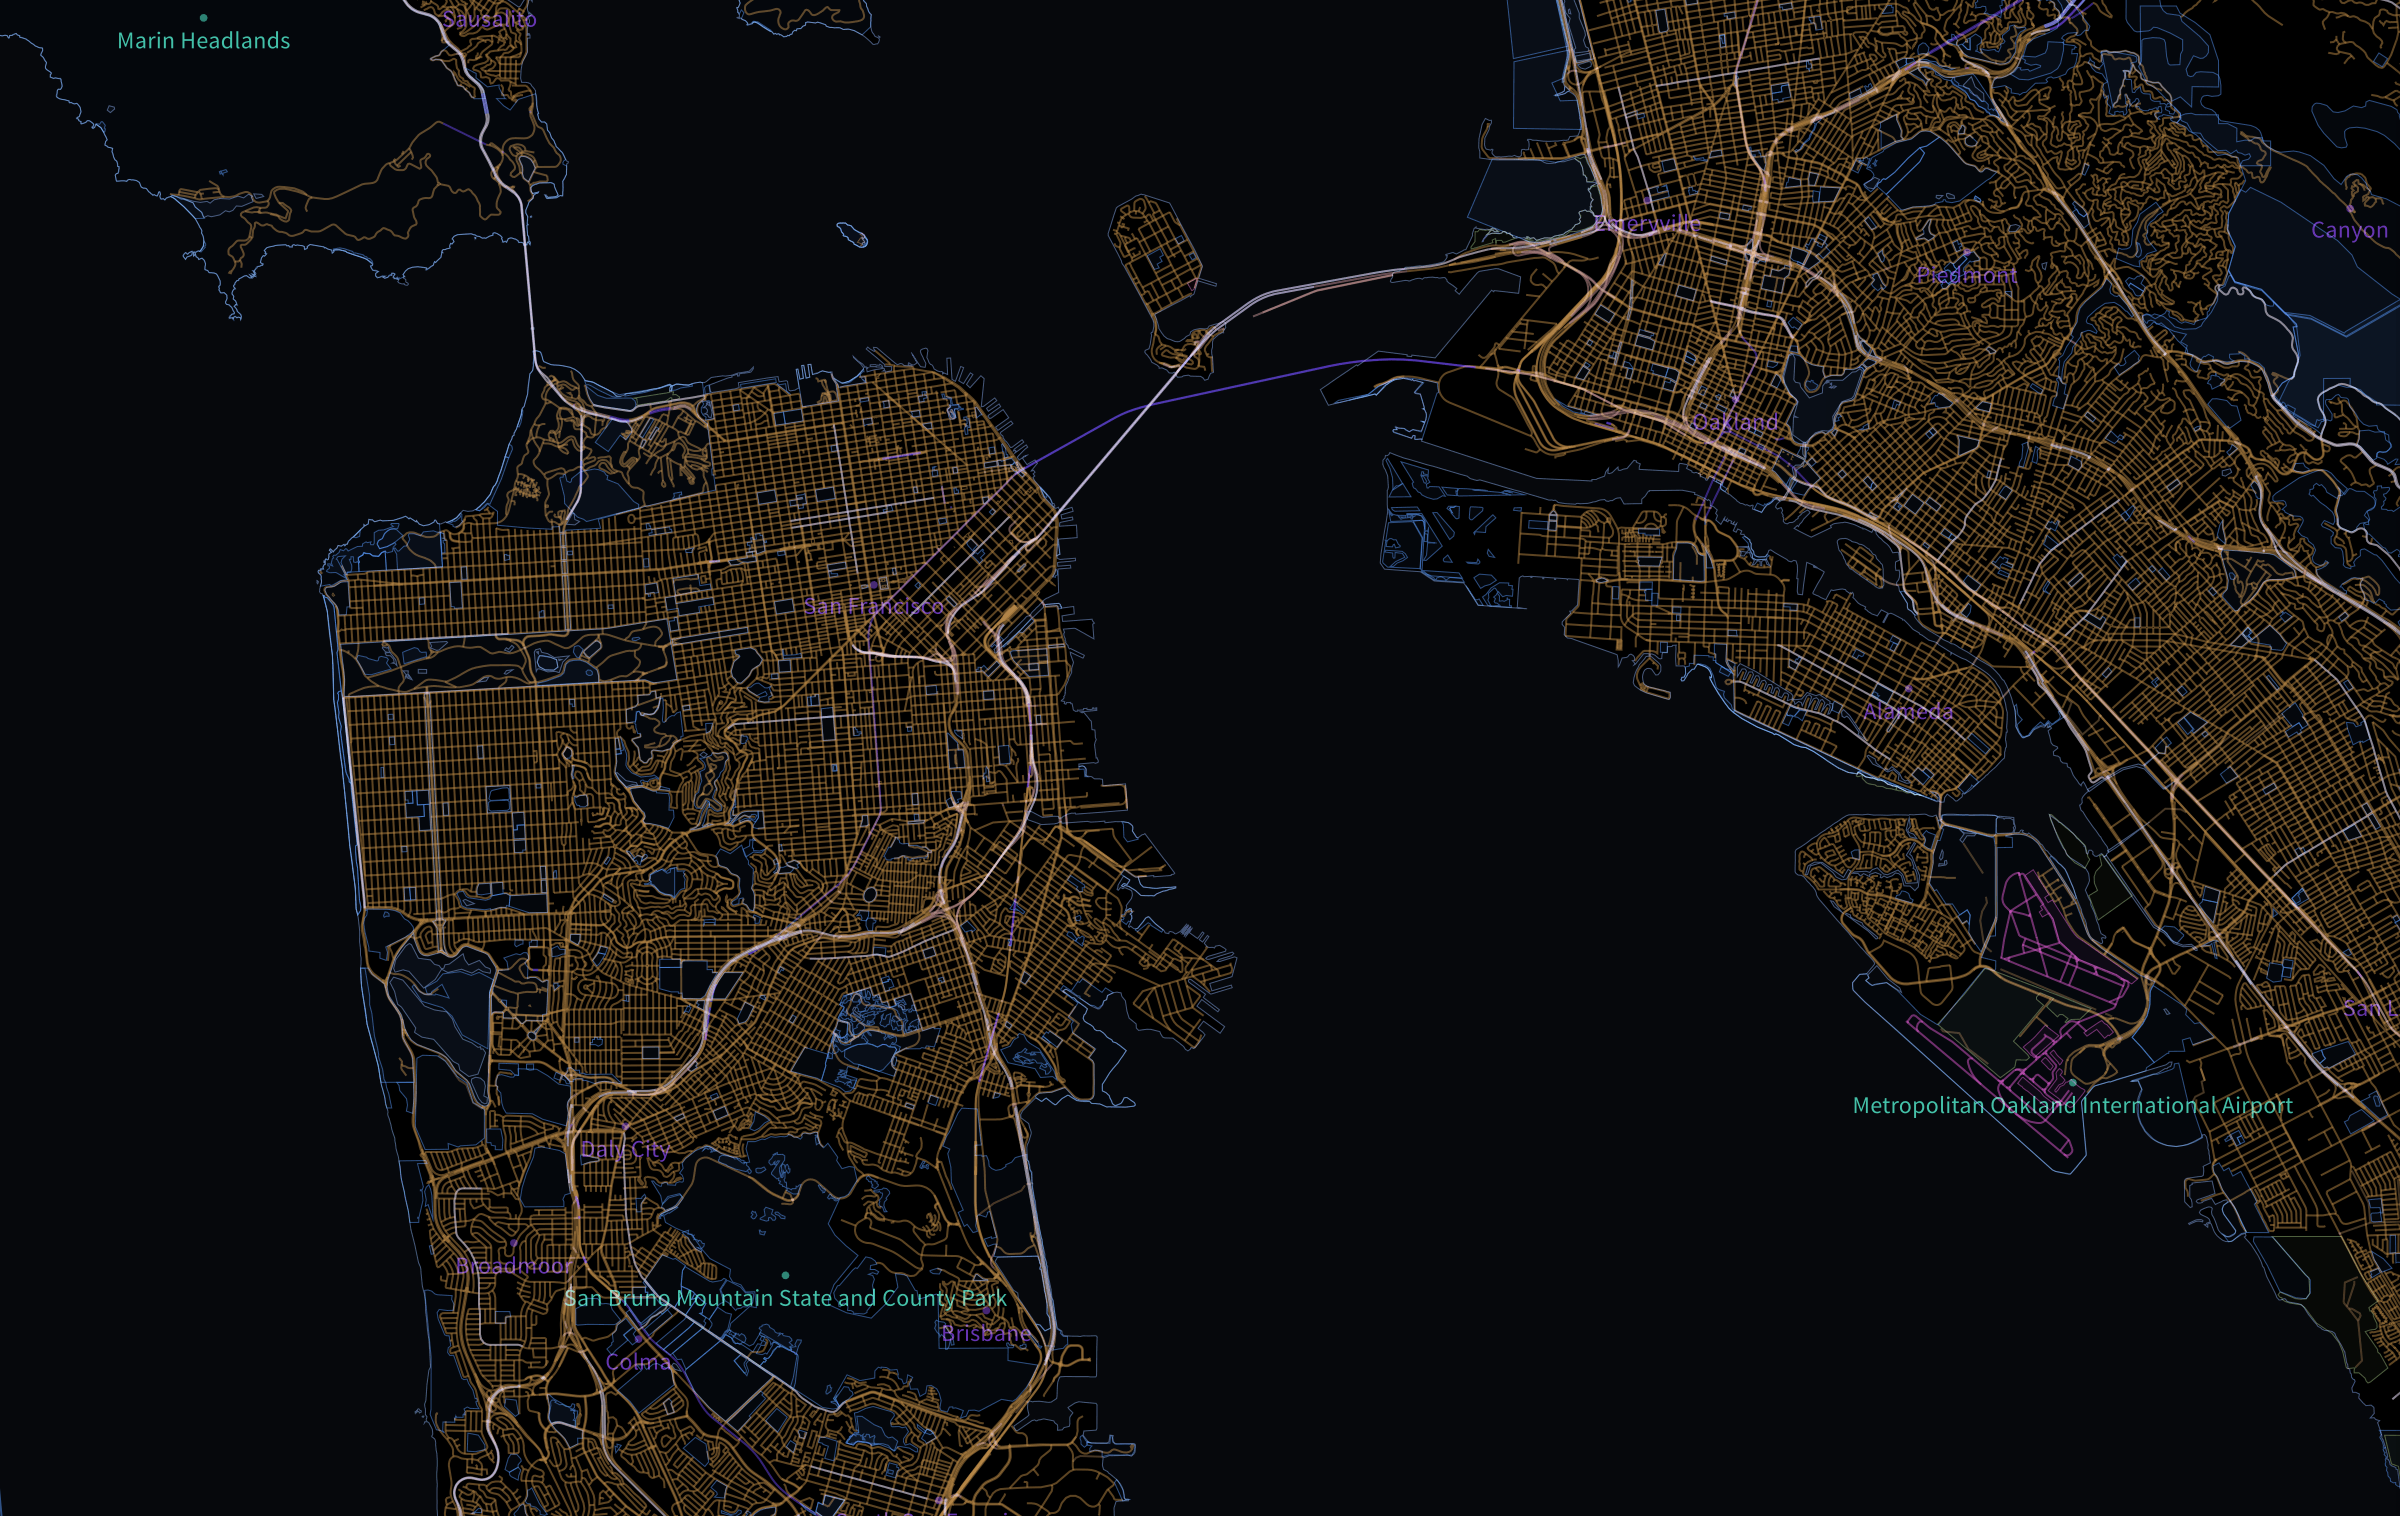 Sausalito
Marin Headlands
Emeryville
Canyon
Piedmont
Oakland
San Francisco
Alameda
San L
Metropolitan Oakland International Airport
Daly City
Broadmoor
San Bruno Mountain State and County Park
Brisbane
Colma